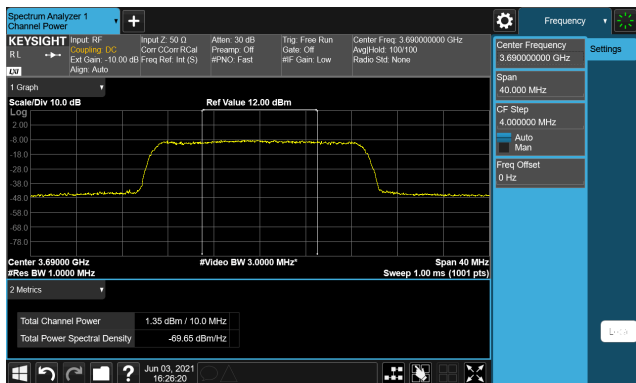 Spectrum Analyzer 1
Channel Power
Frequency
KEYSIGHT
Input: RF
Input Z: 50 Ω
Atten: 30 dB
Trig: Free Run
Center Freq: 3.690000000 GHz
RL
Coupling: DC
Corr CCorr RCal
Preamp: Off
Gate: Off
Avg|Hold: 100/100
Ext Gain: -10.00 dB
Freq Ref: Int (S)
#PNO: Fast
#IF Gain: Low
Radio Std: None
LXI
Align: Auto
Center Frequency
3.690000000 GHz
Settings
Span
40.000 MHz
CF Step
4.000000 MHz
Auto
Man
Freq Offset
0 Hz
1 Graph
Scale/Div 10.0 dB
Ref Value 12.00 dBm
Log
2.00
-8.00
-18.0
-28.0
-38.0
-48.0
-58.0
-68.0
-78.0
Center 3.69000 GHz
#Video BW 3.0000 MHz*
Span 40 MHz
#Res BW 1.0000 MHz
Sweep 1.00 ms (1001 pts)
2 Metrics
Total Channel Power
1.35 dBm / 10.0 MHz
Total Power Spectral Density
-69.65 dBm/Hz
Local
?
Jun 03, 2021
16:26:20